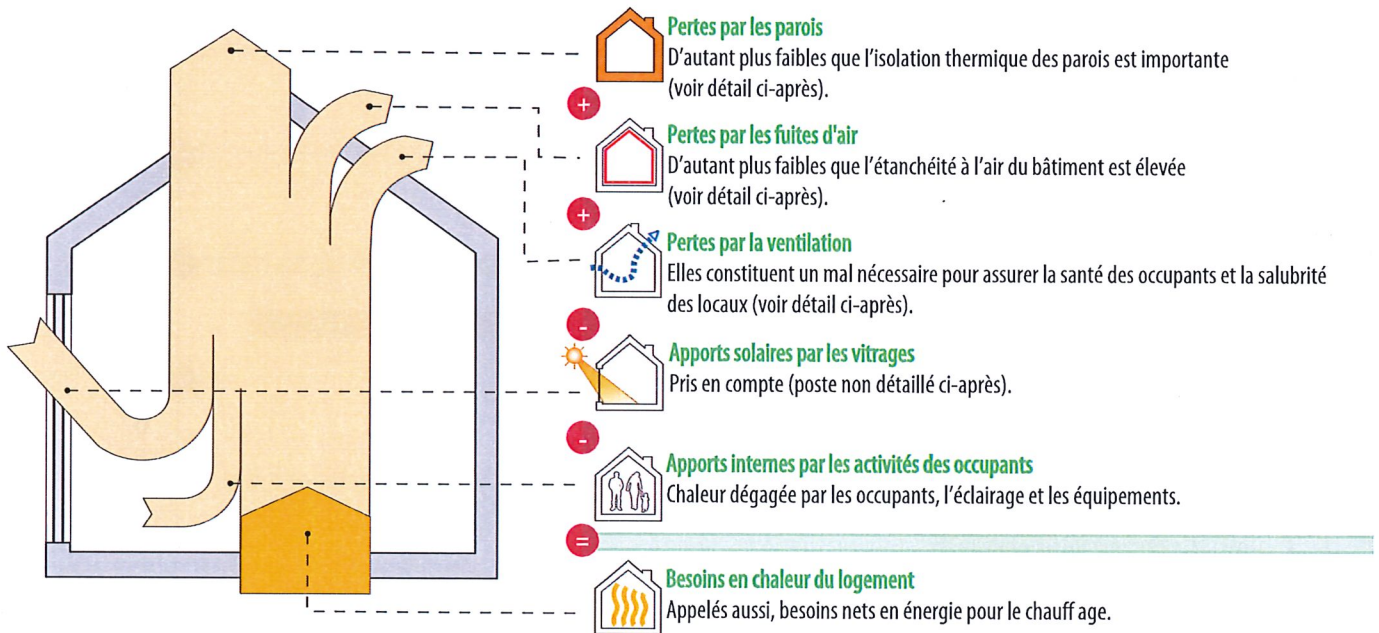 Pertes par les parois
D'autant plus faibles que l'isolation thermique des parois est importante
(voir détail ci-après).
+
Pertes par les fuites d'air
D'autant plus faibles que l'étanchéité à l'air du bâtiment est élevée
(voir détail ci-après).
+
Pertes par la ventilation
Elles constituent un mal nécessaire pour assurer la santé des occupants et la salubrité
des locaux (voir détail ci-après).
-
Apports solaires par les vitrages
Pris en compte (poste non détaillé ci-après).
-
Apports internes par les activités des occupants
Chaleur dégagée par les occupants, l'éclairage et les équipements.
=
Besoins en chaleur du logement
Appelés aussi, besoins nets en énergie pour le chauff age.